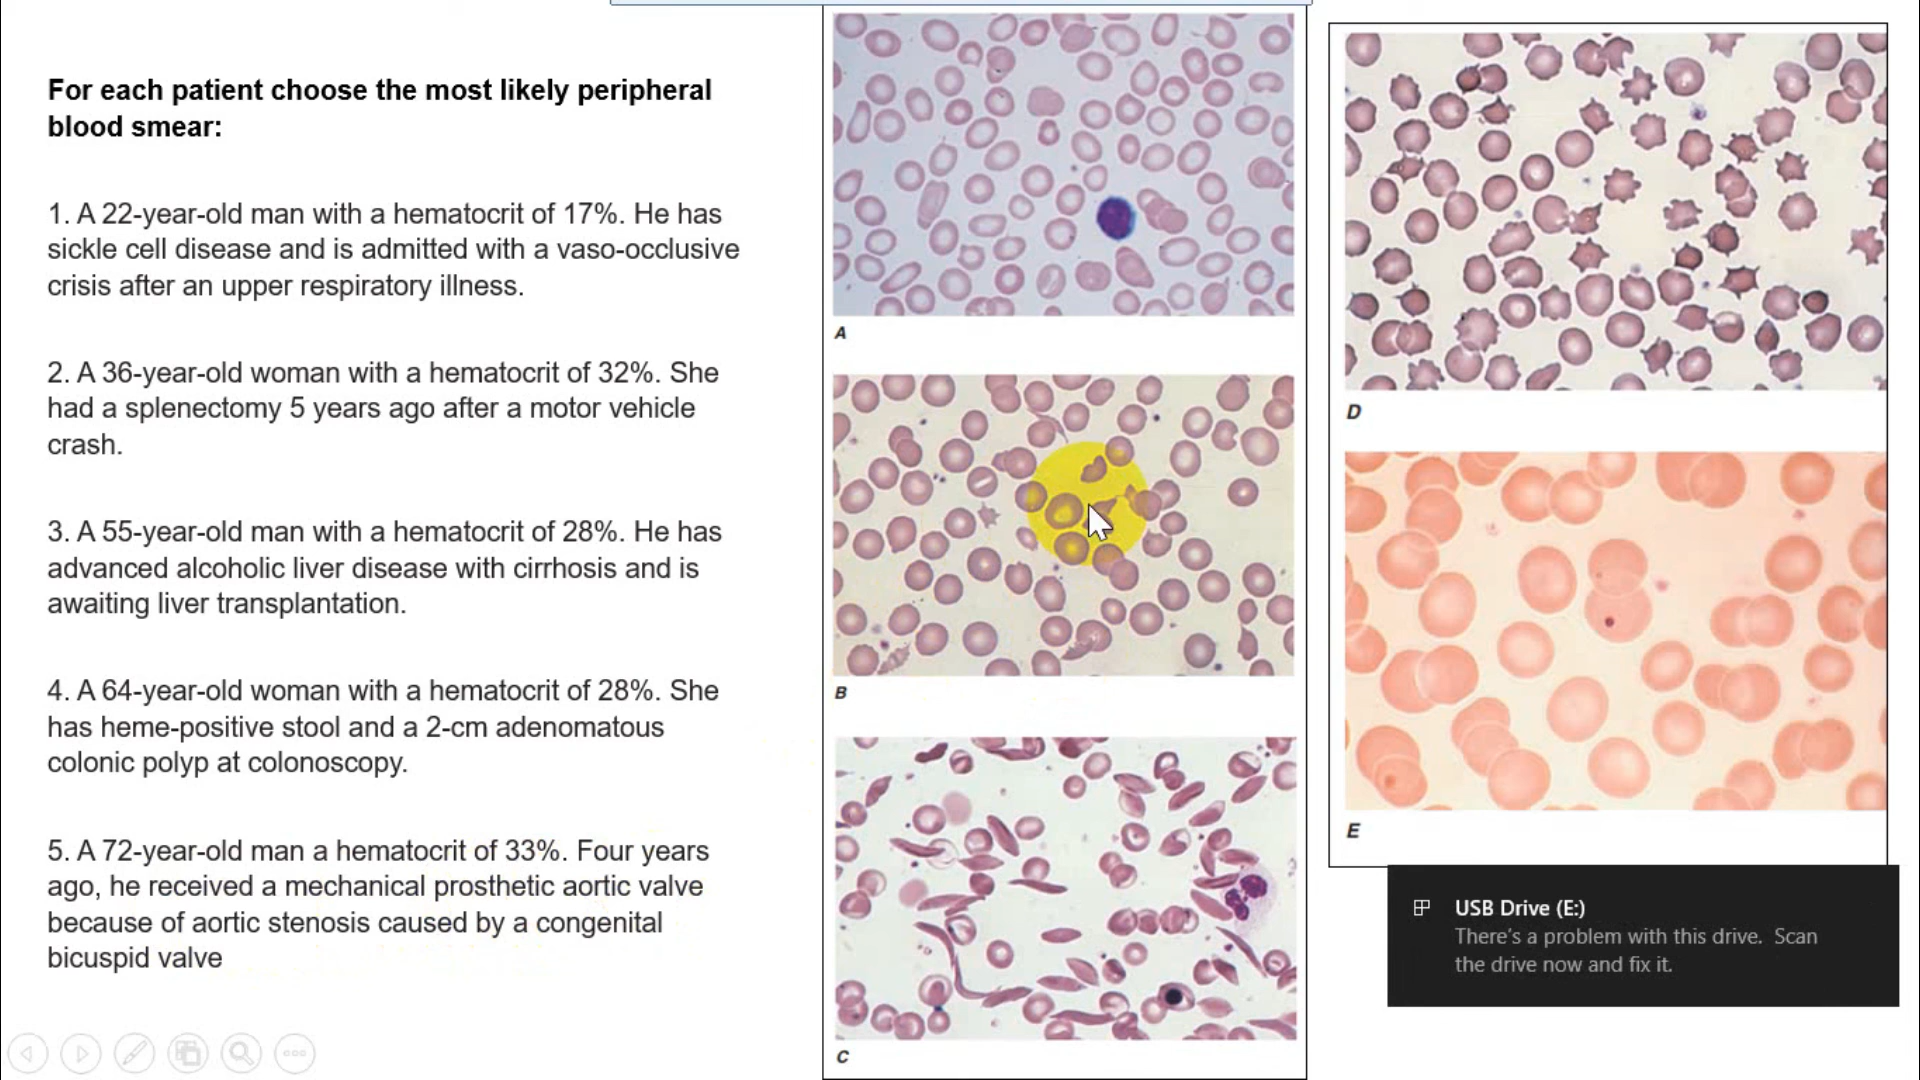 For each patient choose the most likely peripheral
blood smear:
1. A 22-year-old man with a hematocrit of 17%. He has
sickle cell disease and is admitted with a vaso-occlusive
crisis after an upper respiratory illness.
2. A 36-year-old woman with a hematocrit of 32%. She
had a splenectomy 5 years ago after a motor vehicle
crash.
3. A 55-year-old man with a hematocrit of 28%. He has
advanced alcoholic liver disease with cirrhosis and is
awaiting liver transplantation.
4. A 64-year-old woman with a hematocrit of 28%. She
has heme-positive stool and a 2-cm adenomatous
colonic polyp at colonoscopy.
5. A 72-year-old man a hematocrit of 33%. Four years
ago, he received a mechanical prosthetic aortic valve
because of aortic stenosis caused by a congenital
bicuspid valve
A
B
C
D
E
USB Drive (E:)
There's a problem with this drive. Scan
the drive now and fix it.